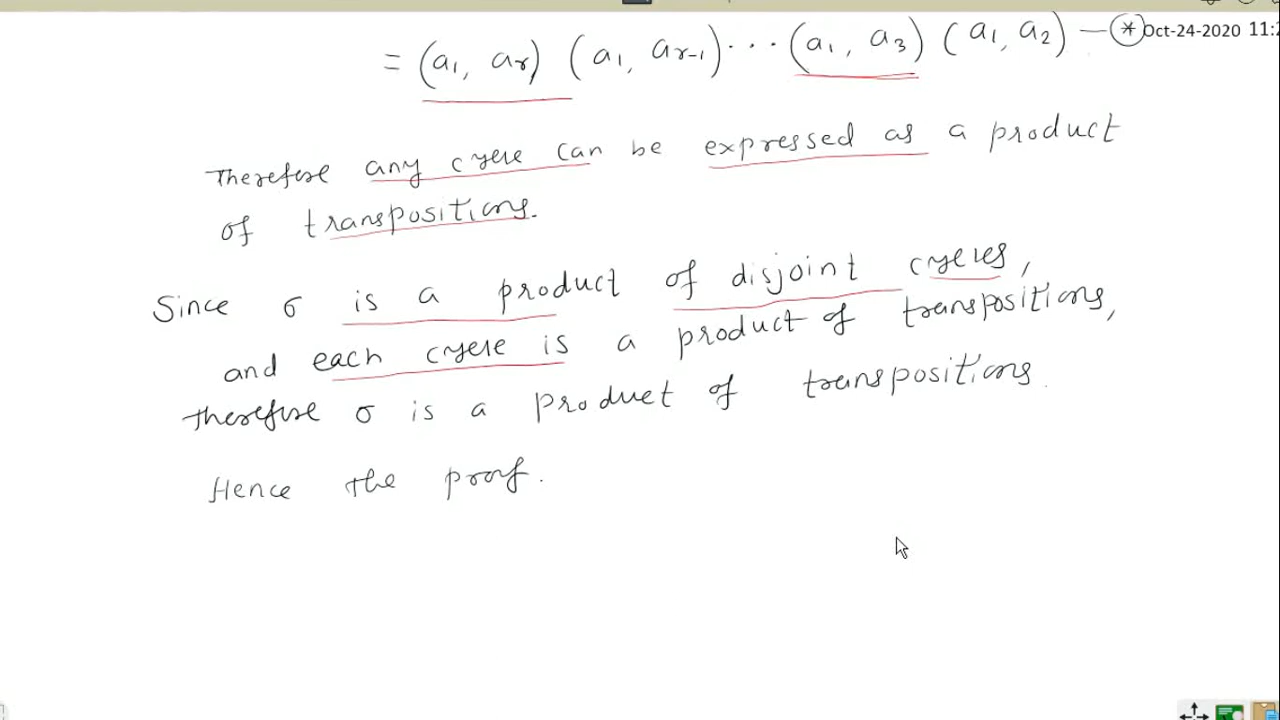 = (a₁, aᵣ) (a₁, aᵣ₋₁) ··· (a₁, a₃) (a₁, a₂) — (*) Oct-24-2020 11:2
Therefore any cycle can be expressed as a product
of transpositions.
Since σ is a product of disjoint cycles,
and each cycle is a product of transpositions,
therefore σ is a product of transpositions.
Hence the proof.